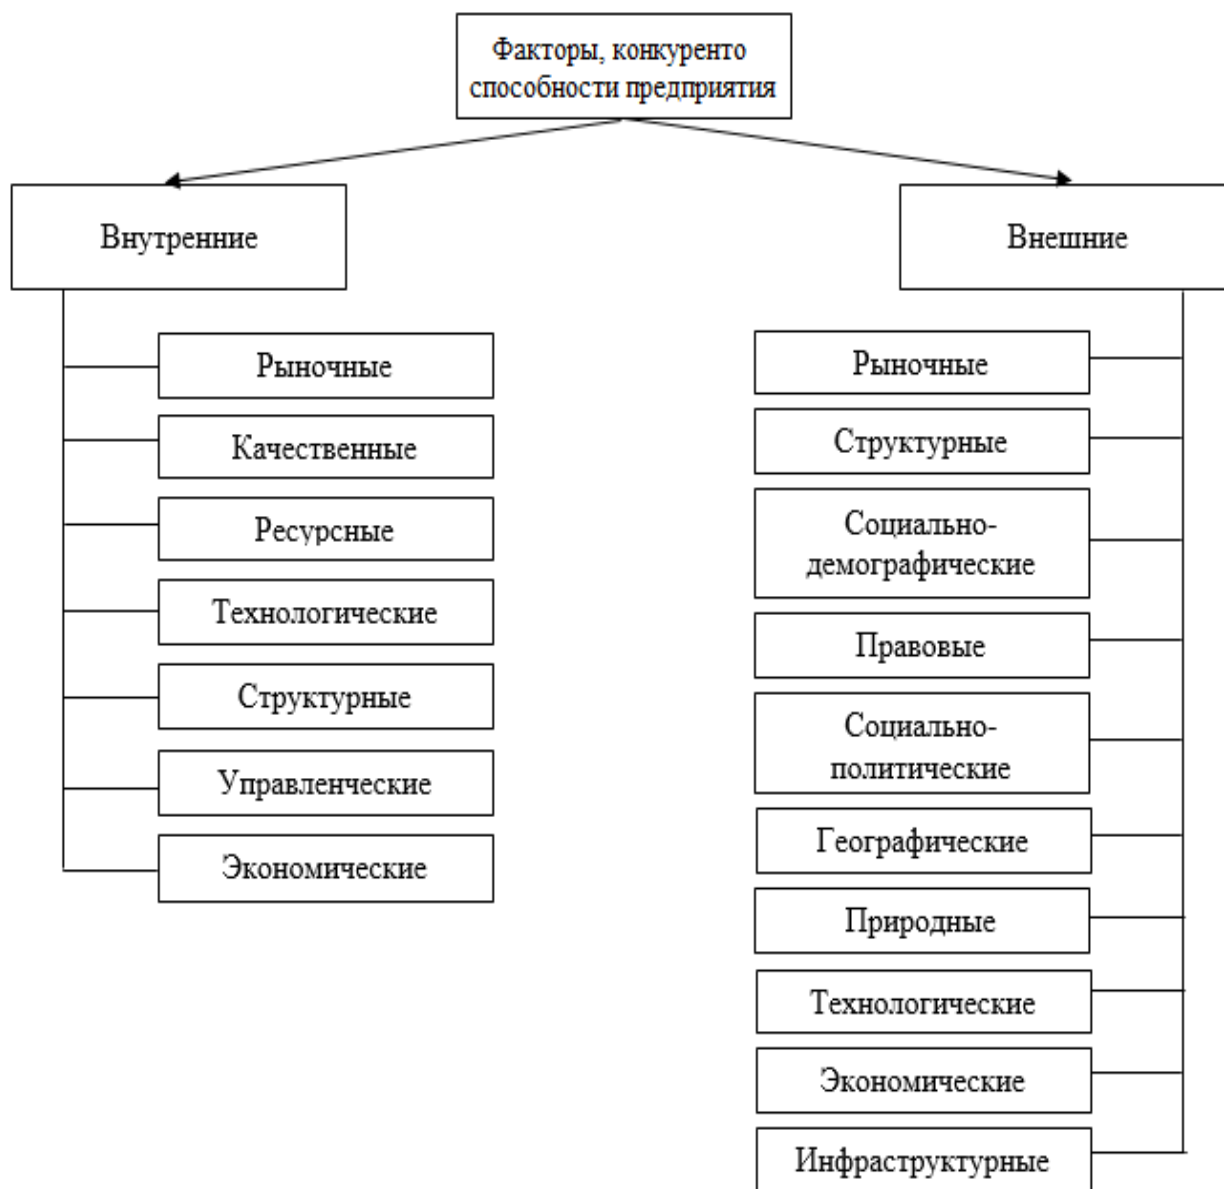 Факторы, конкуренто
способности предприятия
Внутренние
Рыночные
Качественные
Ресурсные
Технологические
Структурные
Управленческие
Экономические
Внешние
Рыночные
Структурные
Социально-
демографические
Правовые
Социально-
политические
Географические
Природные
Технологические
Экономические
Инфраструктурные